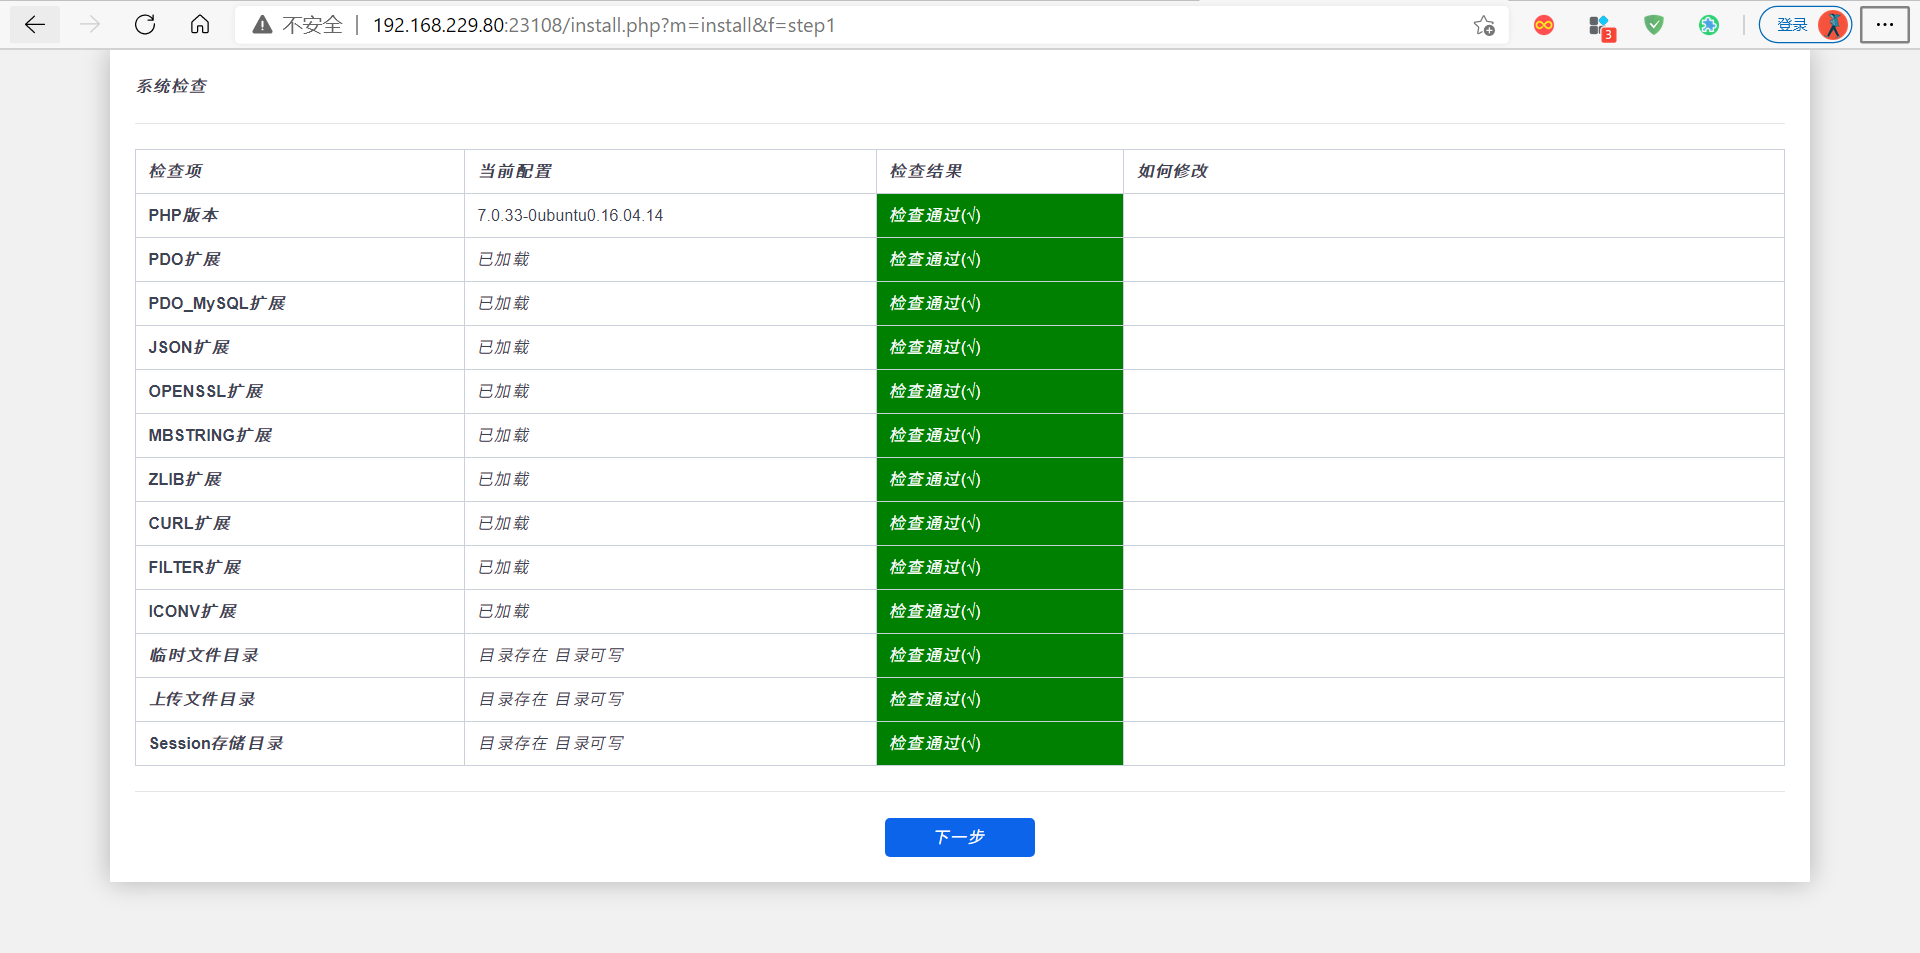 不安全 | 192.168.229.80:23108/install.php?m=install&f=step1
3
登录
系统检查
检查项 当前配置 检查结果 如何修改
PHP版本 7.0.33-0ubuntu0.16.04.14 检查通过(√)
PDO扩展 已加载 检查通过(√)
PDO_MySQL扩展 已加载 检查通过(√)
JSON扩展 已加载 检查通过(√)
OPENSSL扩展 已加载 检查通过(√)
MBSTRING扩展 已加载 检查通过(√)
ZLIB扩展 已加载 检查通过(√)
CURL扩展 已加载 检查通过(√)
FILTER扩展 已加载 检查通过(√)
ICONV扩展 已加载 检查通过(√)
临时文件目录 目录存在 目录可写 检查通过(√)
上传文件目录 目录存在 目录可写 检查通过(√)
Session存储目录 目录存在 目录可写 检查通过(√)
下一步